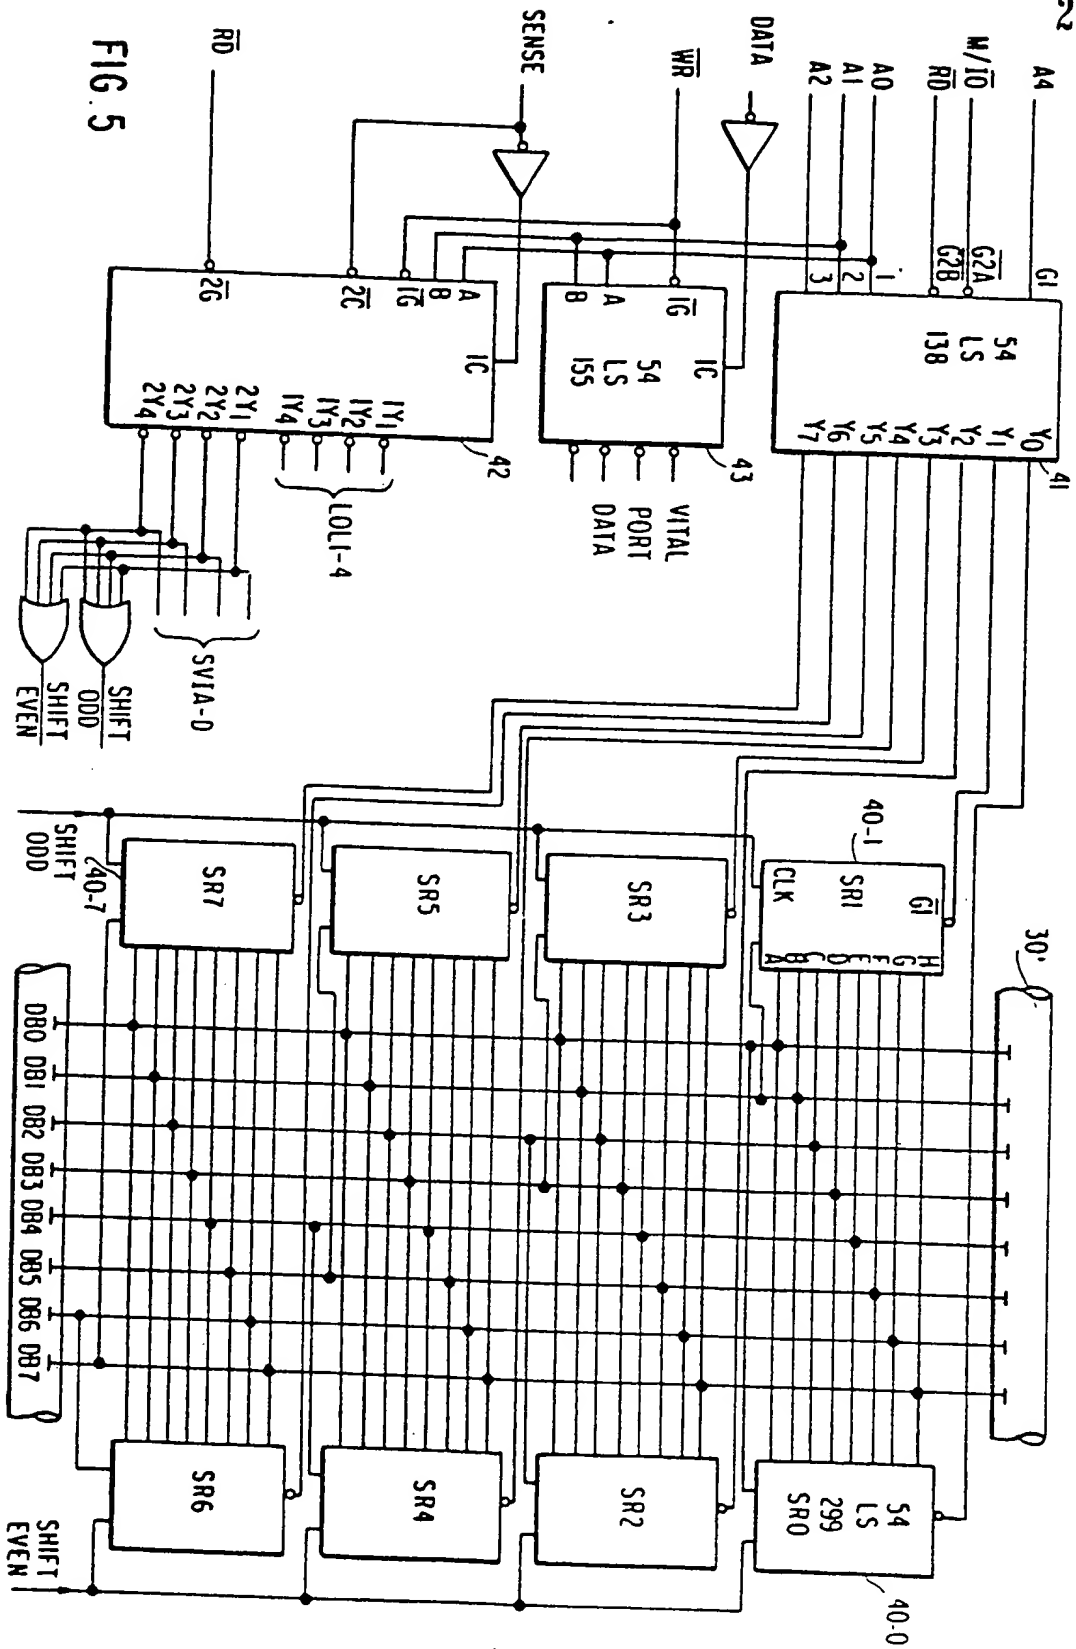 2
A4
M/IO
RD
A0
A1
A2
DATA
WR
SENSE
RD
FIG. 5
G1
G2A
G2B
1
2
3
54
LS
138
Y0
Y1
Y2
Y3
Y4
Y5
Y6
Y7
41
1G
A
B
1C
54
LS
155
43
VITAL
PORT
DATA
A
B
1G
2C
2G
1C
1Y1
1Y2
1Y3
1Y4
2Y1
2Y2
2Y3
2Y4
42
LOL1-4
SVIA-D
SHIFT
ODD
SHIFT
EVEN
40-1
G1
SR1
CLK
H
G
F
E
D
C
B
A
SR3
SR5
SR7
40-7
SHIFT
ODD
30'
DB0
DB1
DB2
DB3
DB4
DB5
DB6
DB7
54
LS
299
SR0
40-0
SR2
SR4
SR6
SHIFT
EVEN